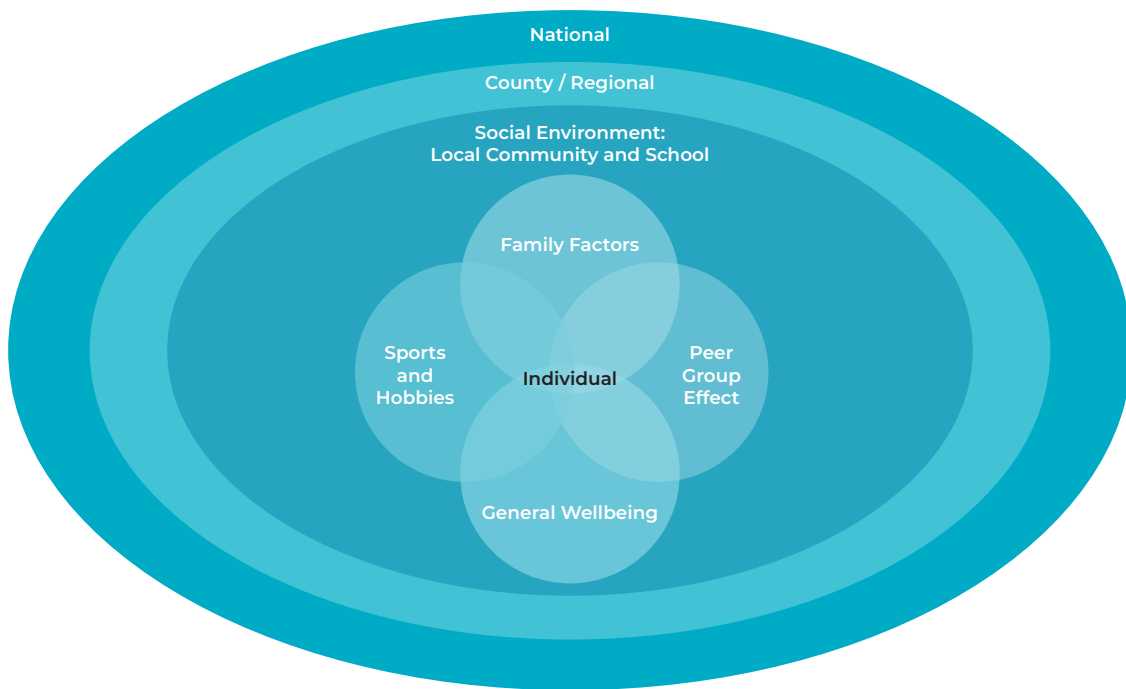 National
County / Regional
Social Environment:
Local Community and School
Family Factors
Sports
and
Hobbies
Individual
Peer
Group
Effect
General Wellbeing